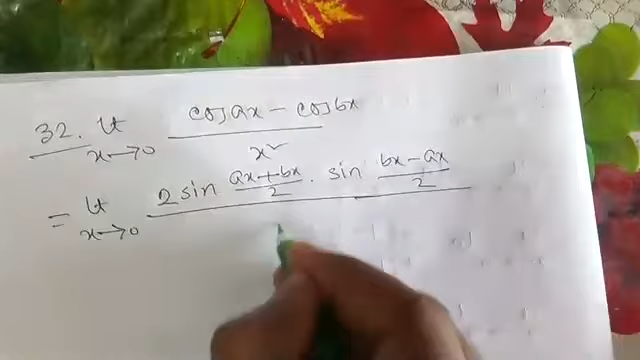 32. Lt x→0 (cos ax − cos bx) / x²
= Lt x→0 2 sin (ax+bx)/2 . sin (bx−ax)/2